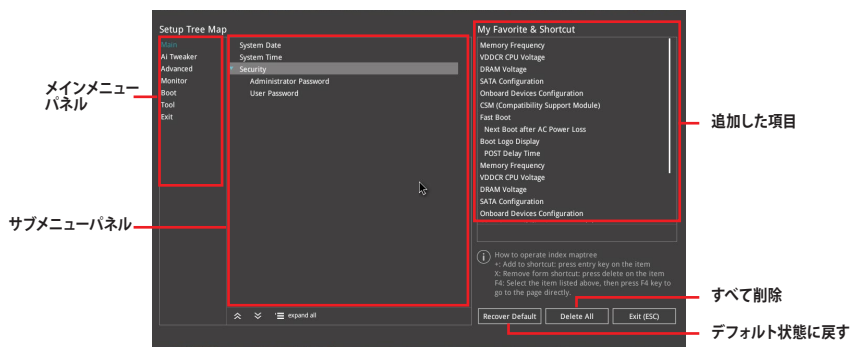 Setup Tree Map
Main
Ai Tweaker
Advanced
Monitor
Boot
Tool
Exit
System Date
System Time
Security
Administrator Password
User Password
expand all
My Favorite & Shortcut
Memory Frequency
VDDCR CPU Voltage
DRAM Voltage
SATA Configuration
Onboard Devices Configuration
CSM (Compatibility Support Module)
Fast Boot
Next Boot after AC Power Loss
Boot Logo Display
POST Delay Time
Memory Frequency
VDDCR CPU Voltage
DRAM Voltage
SATA Configuration
Onboard Devices Configuration
How to operate index maptree
+: Add to shortcut: press entry key on the item
X: Remove form shortcut: press delete on the item
F4: Select the item listed above, then press F4 key to
go to the page directly.
Recover Default
Delete All
Exit (ESC)
メインメニュー
パネル
サブメニューパネル
追加した項目
すべて削除
デフォルト状態に戻す